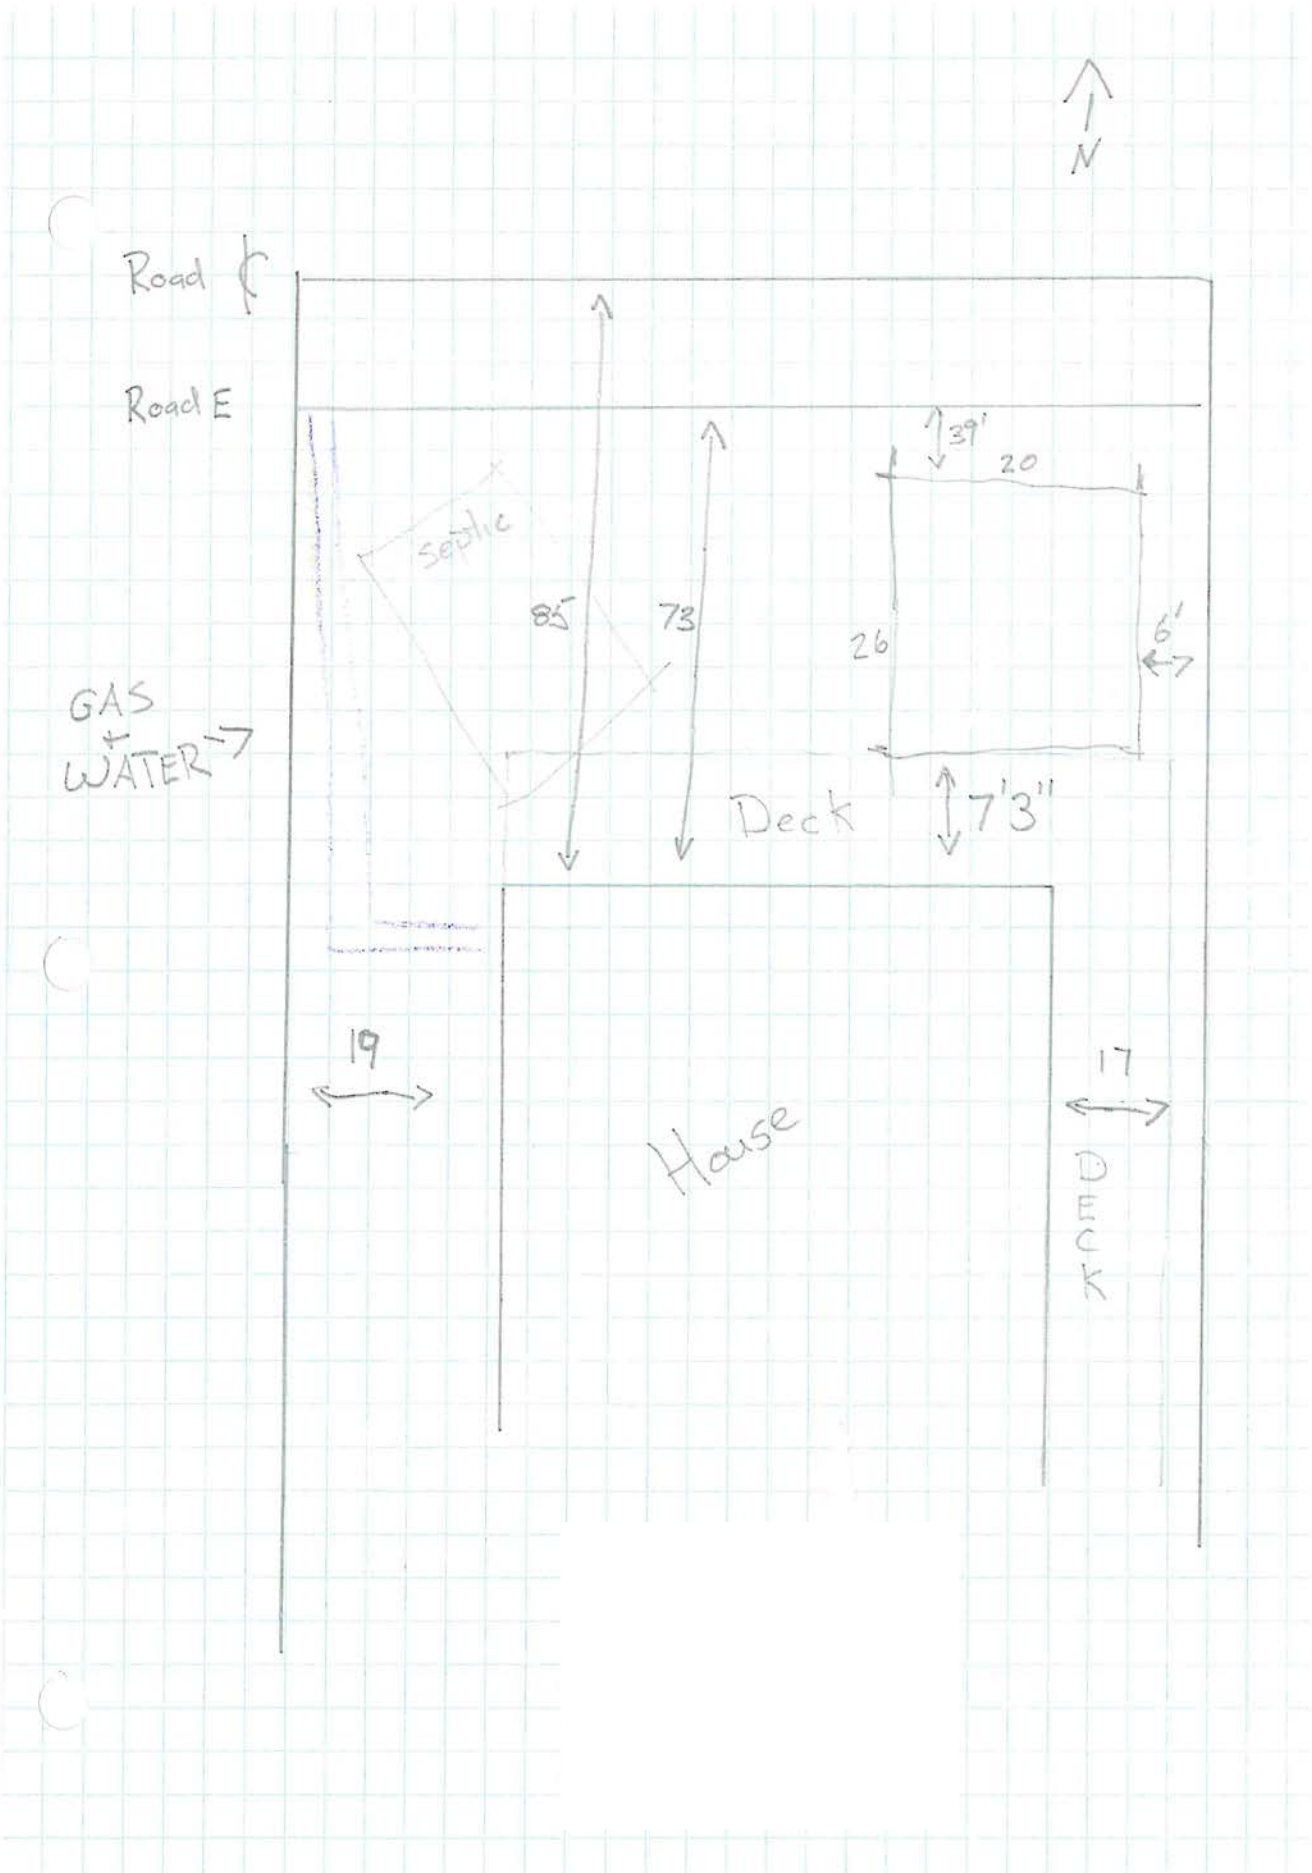 N
Road ℄
Road E
39'
20
septic
85
73
26
6'
GAS
+
WATER
Deck
7'3"
19
17
House
DECK